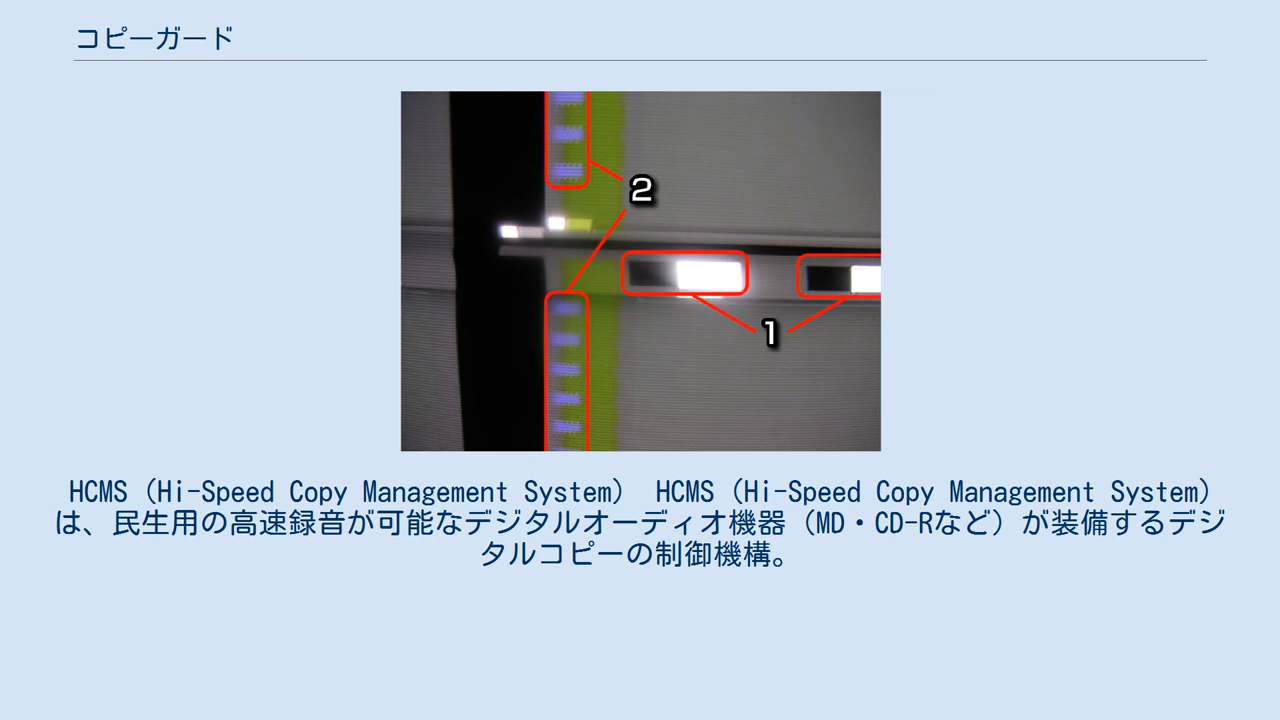 コピーガード
2
1
HCMS（Hi-Speed Copy Management System） HCMS（Hi-Speed Copy Management System）
は、民生用の高速録音が可能なデジタルオーディオ機器（MD・CD-Rなど）が装備するデジ
タルコピーの制御機構。